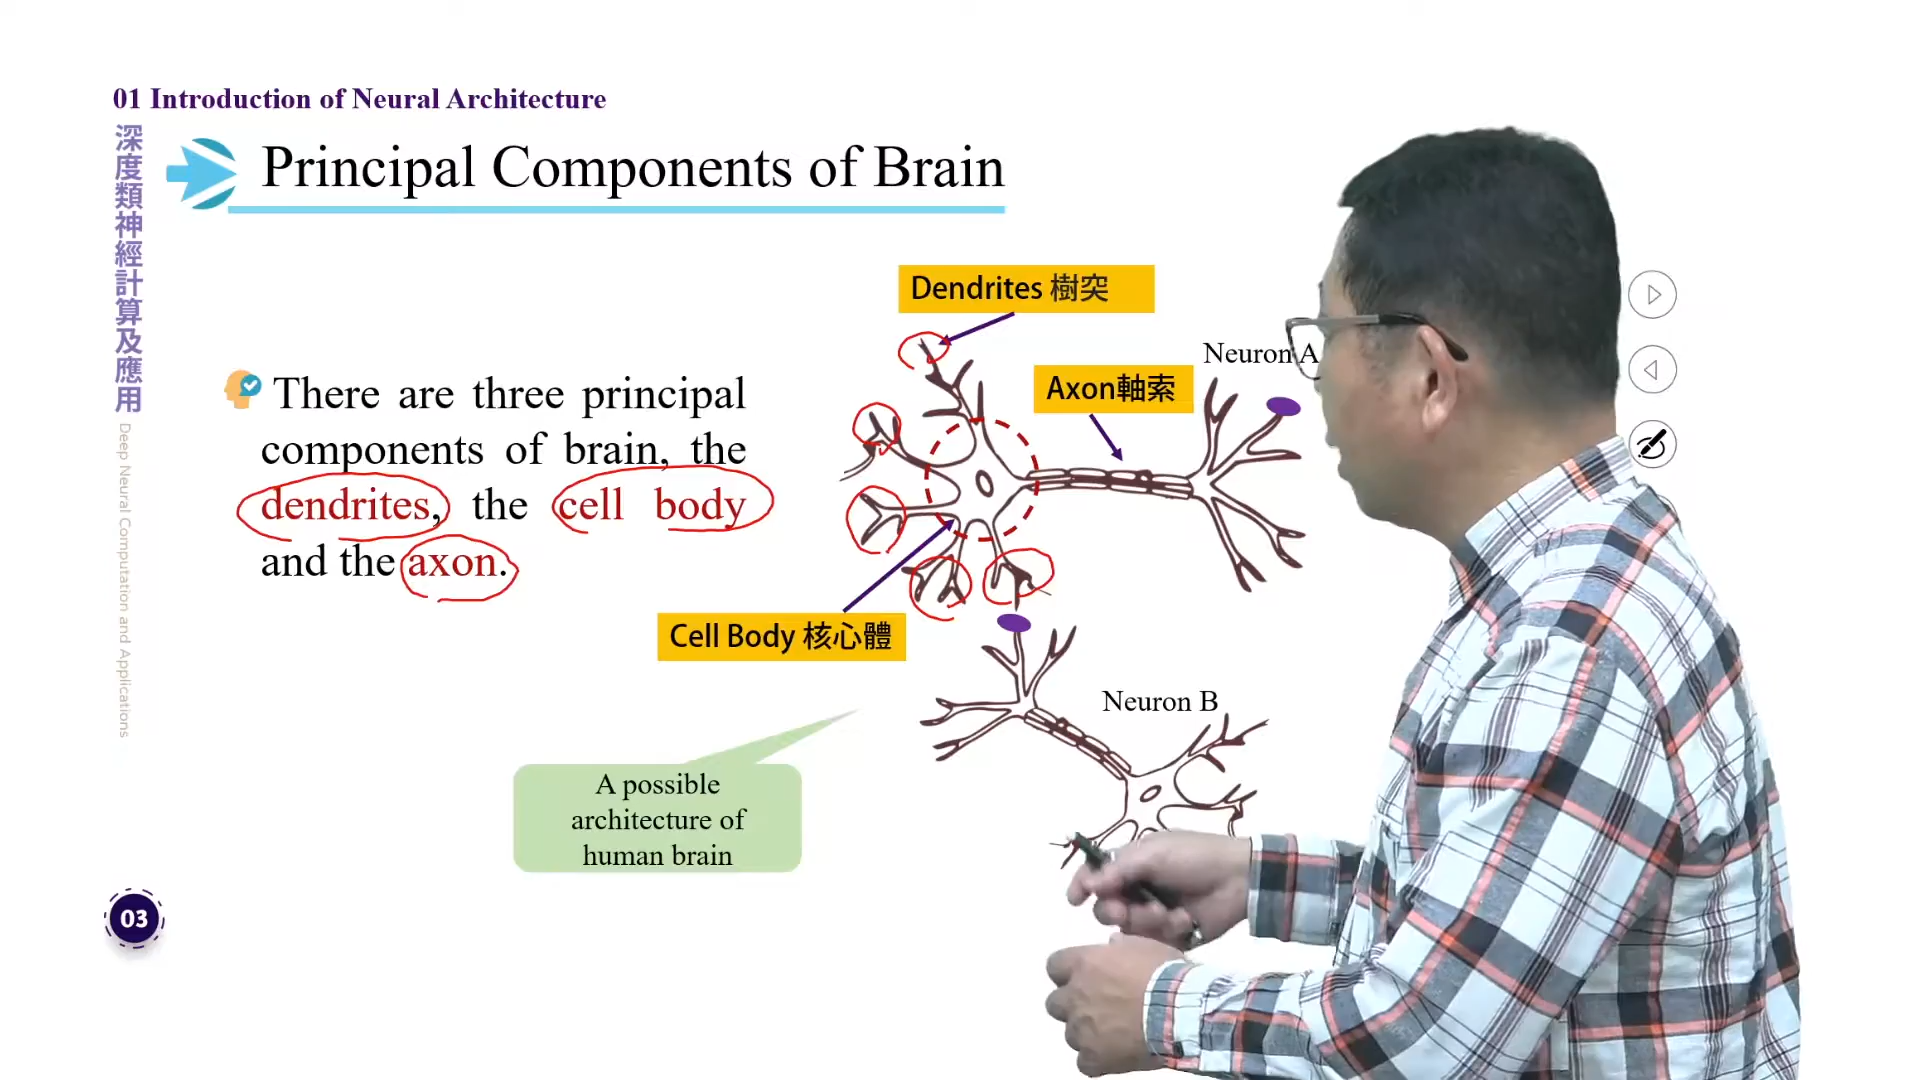 01 Introduction of Neural Architecture
深度類神經計算及應用
Deep Neural Computation and Applications
Principal Components of Brain
There are three principal
components of brain, the
dendrites, the cell body
and the axon.
Dendrites 樹突
Neuron A
Axon軸索
Cell Body 核心體
Neuron B
A possible
architecture of
human brain
03